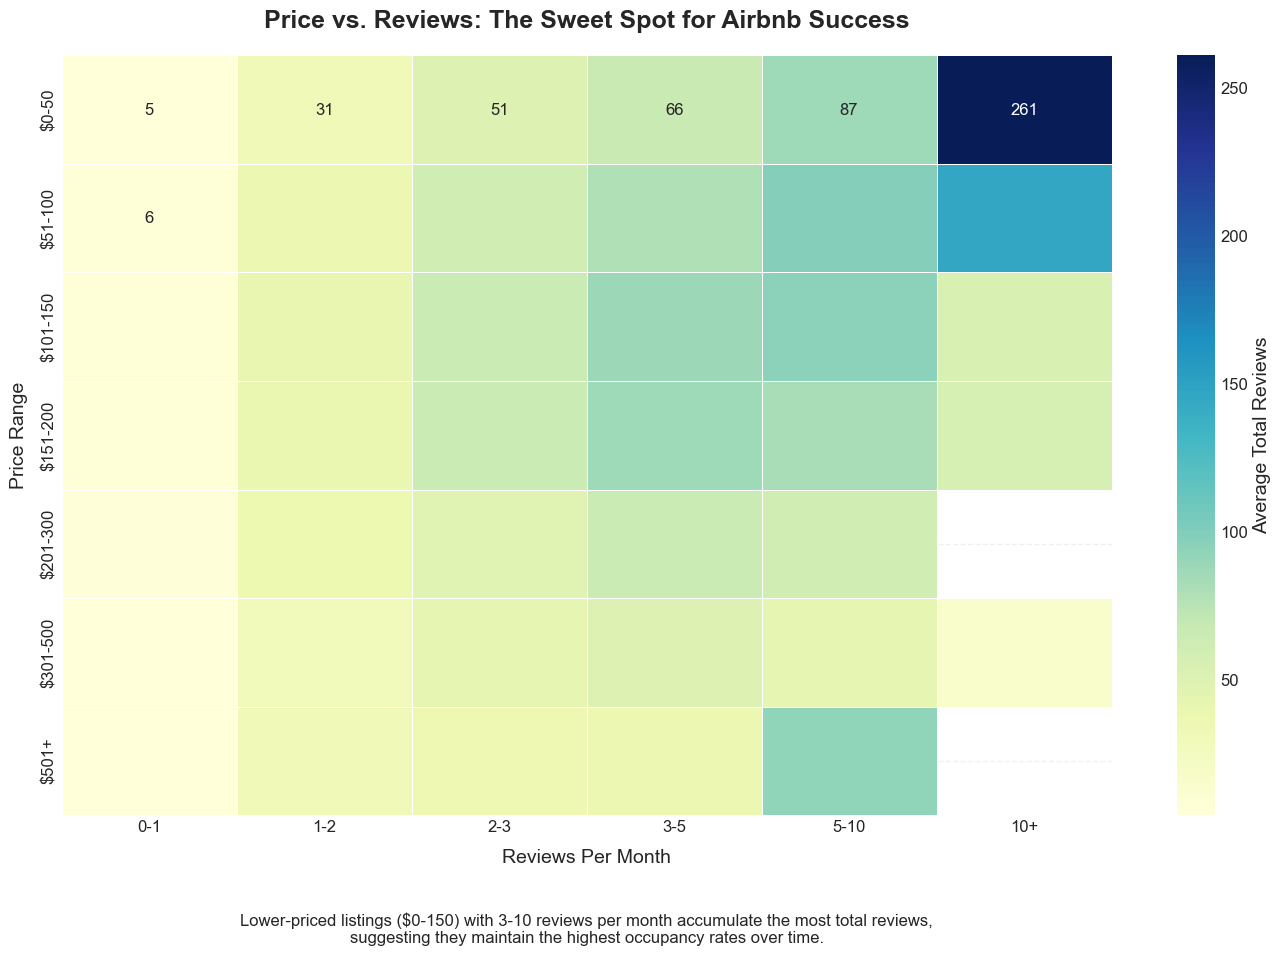 Price vs. Reviews: The Sweet Spot for Airbnb Success
$0-50
5 31 51 66 87 261
$51-100
6
$101-150
$151-200
$201-300
$301-500
$501+
Price Range
0-1 1-2 2-3 3-5 5-10 10+
Reviews Per Month
250
200
150
100
50
Average Total Reviews
Lower-priced listings ($0-150) with 3-10 reviews per month accumulate the most total reviews,
suggesting they maintain the highest occupancy rates over time.